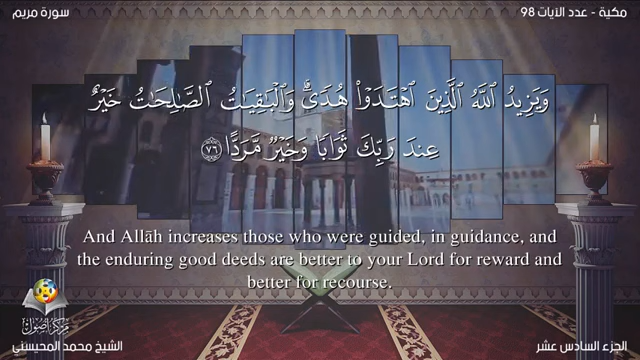 مكية - عدد الآيات 98
سورة مريم
وَيَزِيدُ ٱللَّهُ ٱلَّذِينَ ٱهْتَدَوْا۟ هُدًى ۗ وَٱلْبَٰقِيَٰتُ ٱلصَّٰلِحَٰتُ خَيْرٌ
عِندَ رَبِّكَ ثَوَابًا وَخَيْرٌ مَّرَدًّا ٧٦
And Allāh increases those who were guided, in guidance, and
the enduring good deeds are better to your Lord for reward and
better for recourse.
مركز أصول
الجزء السادس عشر
الشيخ محمد المحيسني